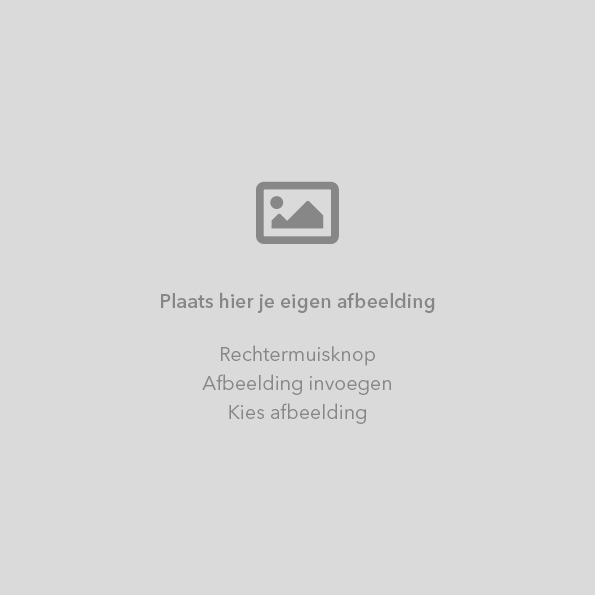 Plaats hier je eigen afbeelding
Rechtermuisknop
Afbeelding invoegen
Kies afbeelding